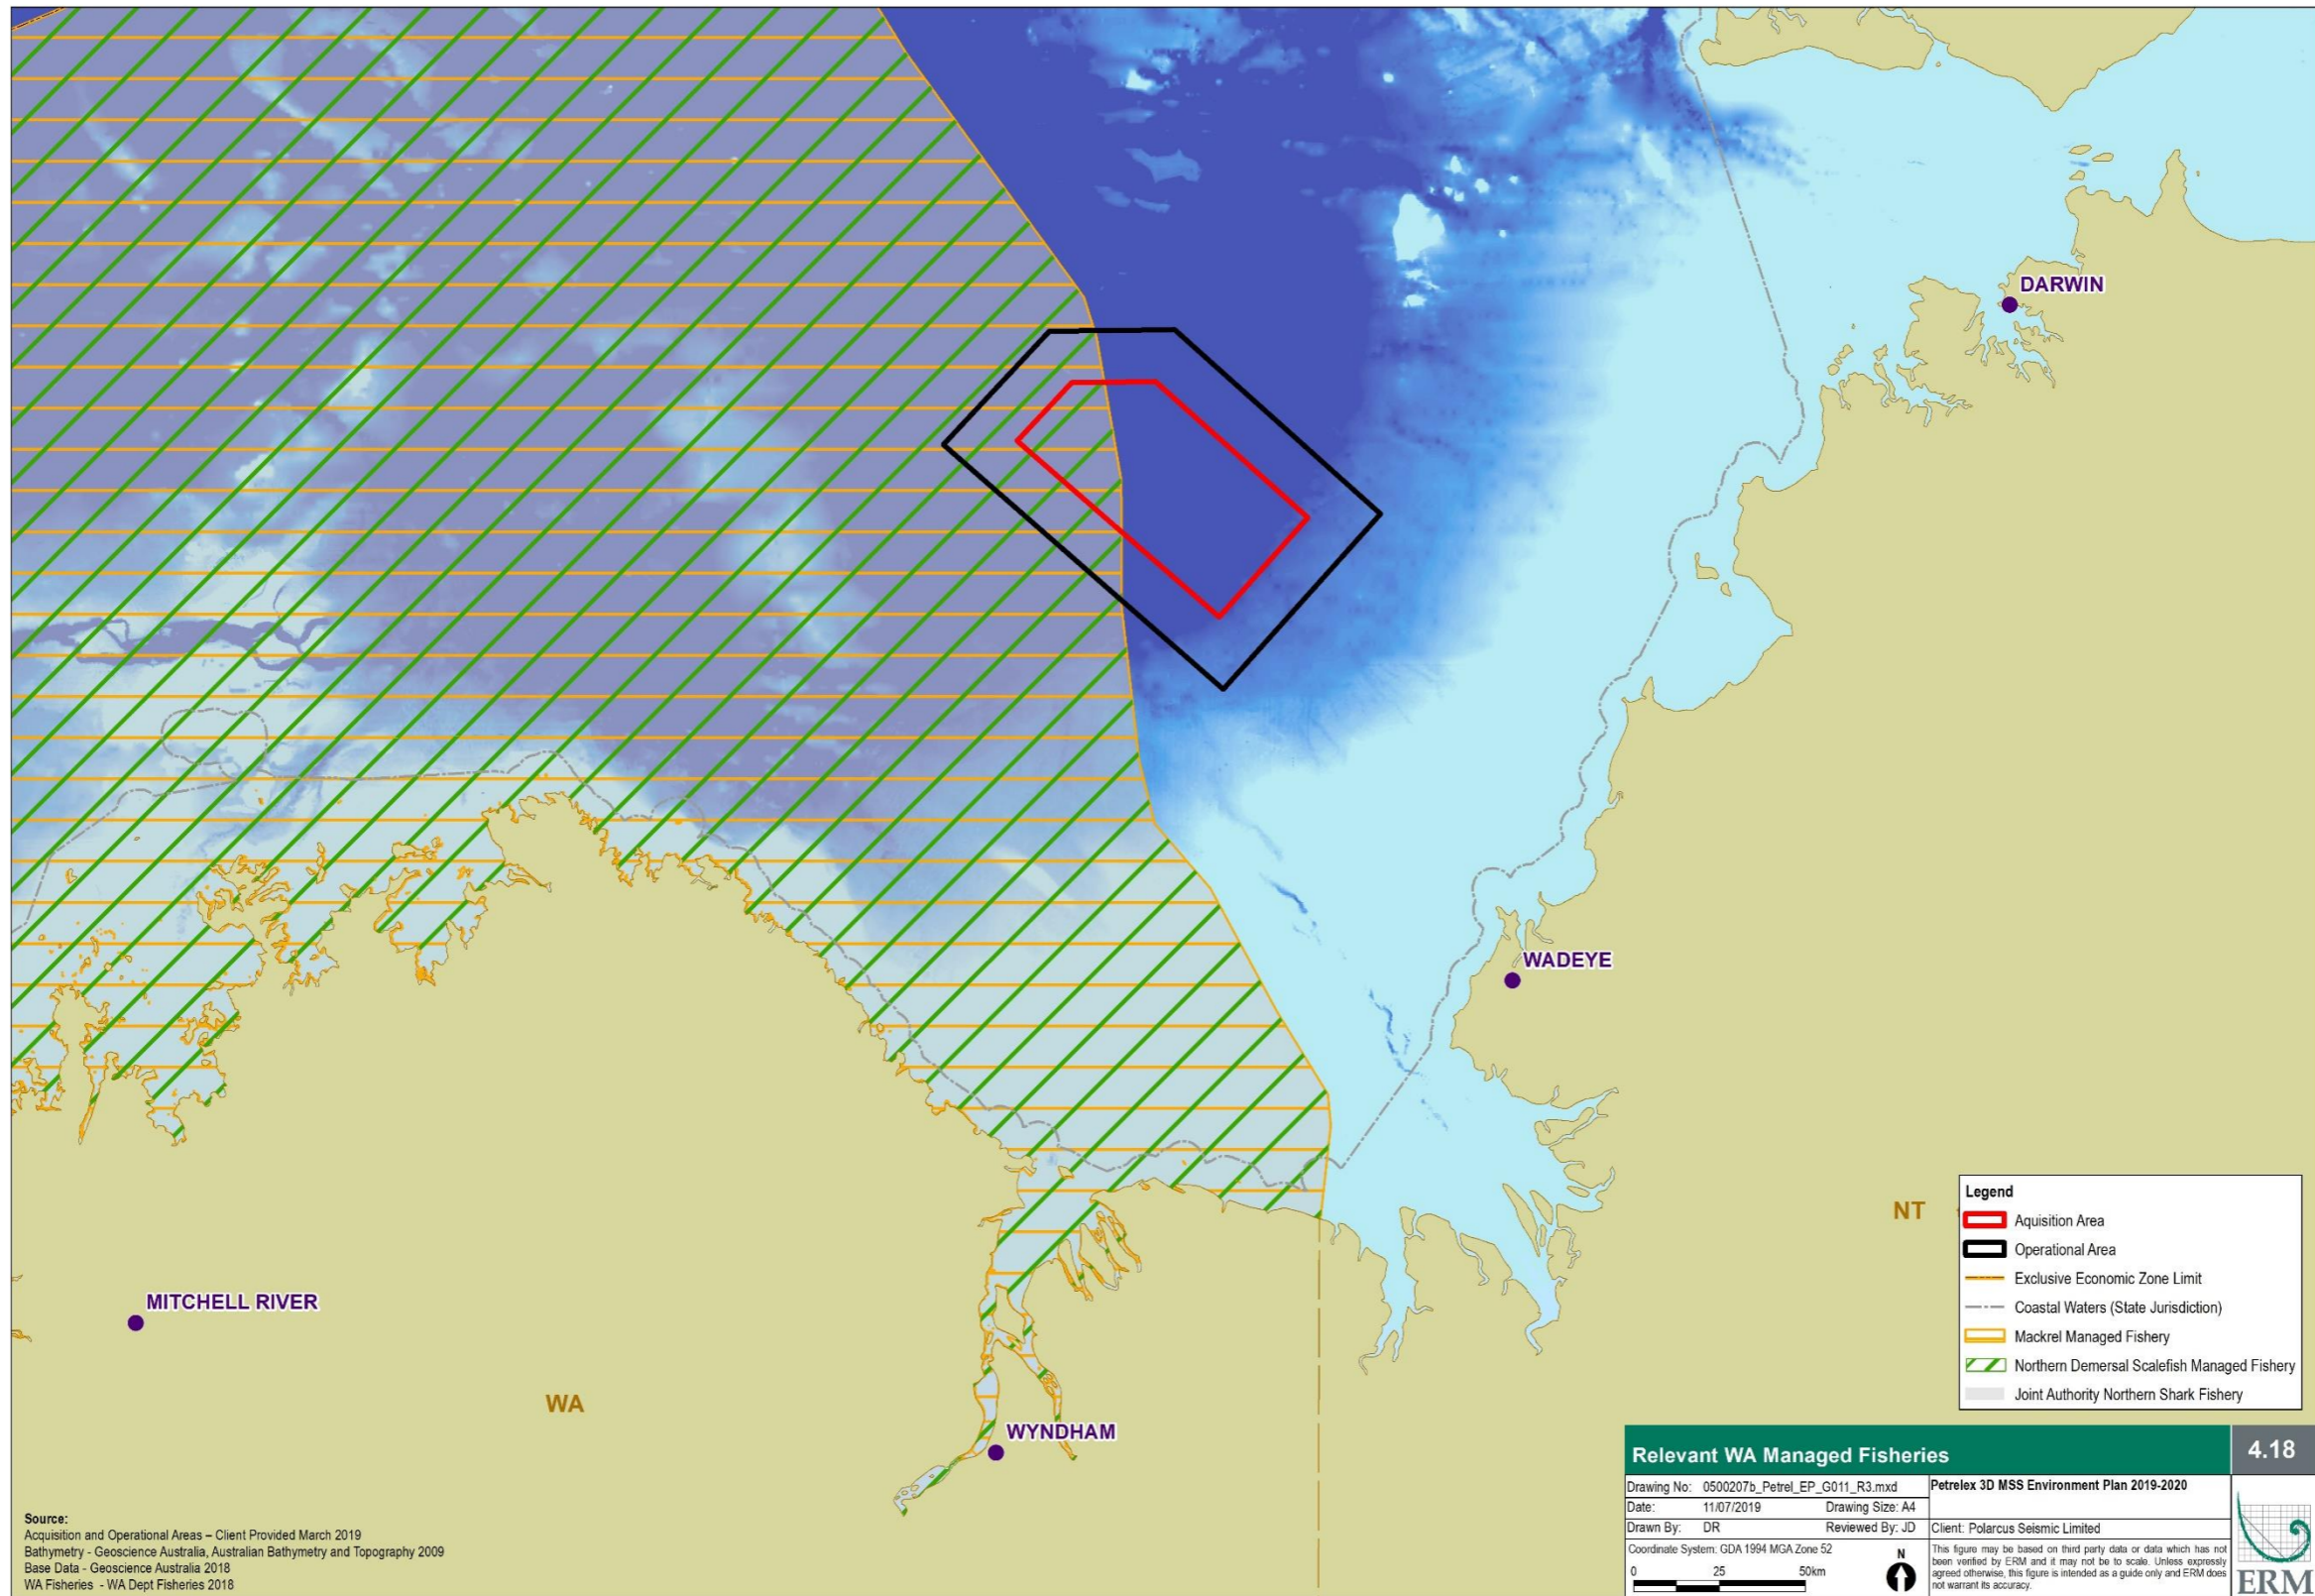 DARWIN
WADEYE
NT
MITCHELL RIVER
WA
WYNDHAM
Legend
Aquisition Area
Operational Area
Exclusive Economic Zone Limit
Coastal Waters (State Jurisdiction)
Mackrel Managed Fishery
Northern Demersal Scalefish Managed Fishery
Joint Authority Northern Shark Fishery
Source:
Acquisition and Operational Areas – Client Provided March 2019
Bathymetry - Geoscience Australia, Australian Bathymetry and Topography 2009
Base Data - Geoscience Australia 2018
WA Fisheries - WA Dept Fisheries 2018
Relevant WA Managed Fisheries
4.18
Drawing No: 0500207b_Petrel_EP_G011_R3.mxd
Petrelex 3D MSS Environment Plan 2019-2020
Date: 11/07/2019 Drawing Size: A4
Drawn By: DR Reviewed By: JD
Client: Polarcus Seismic Limited
Coordinate System: GDA 1994 MGA Zone 52
0 25 50km
N
This figure may be based on third party data or data which has not
been verified by ERM and it may not be to scale. Unless expressly
agreed otherwise, this figure is intended as a guide only and ERM does
not warrant its accuracy.
ERM